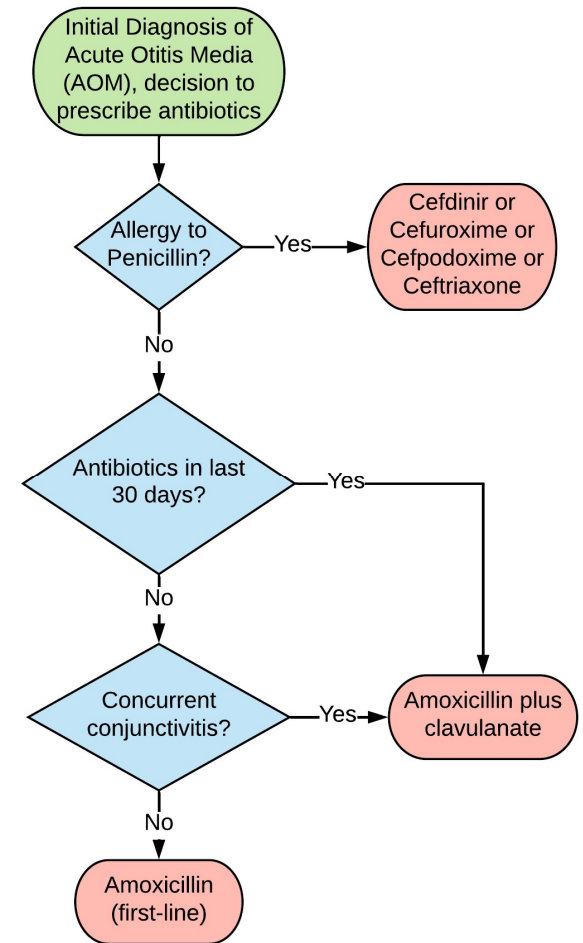 Initial Diagnosis of
Acute Otitis Media
(AOM), decision to
prescribe antibiotics
Allergy to
Penicillin?
Yes
Cefdinir or
Cefuroxime or
Cefpodoxime or
Ceftriaxone
No
Antibiotics in last
30 days?
Yes
No
Concurrent
conjunctivitis?
Yes
Amoxicillin plus
clavulanate
No
Amoxicillin
(first-line)